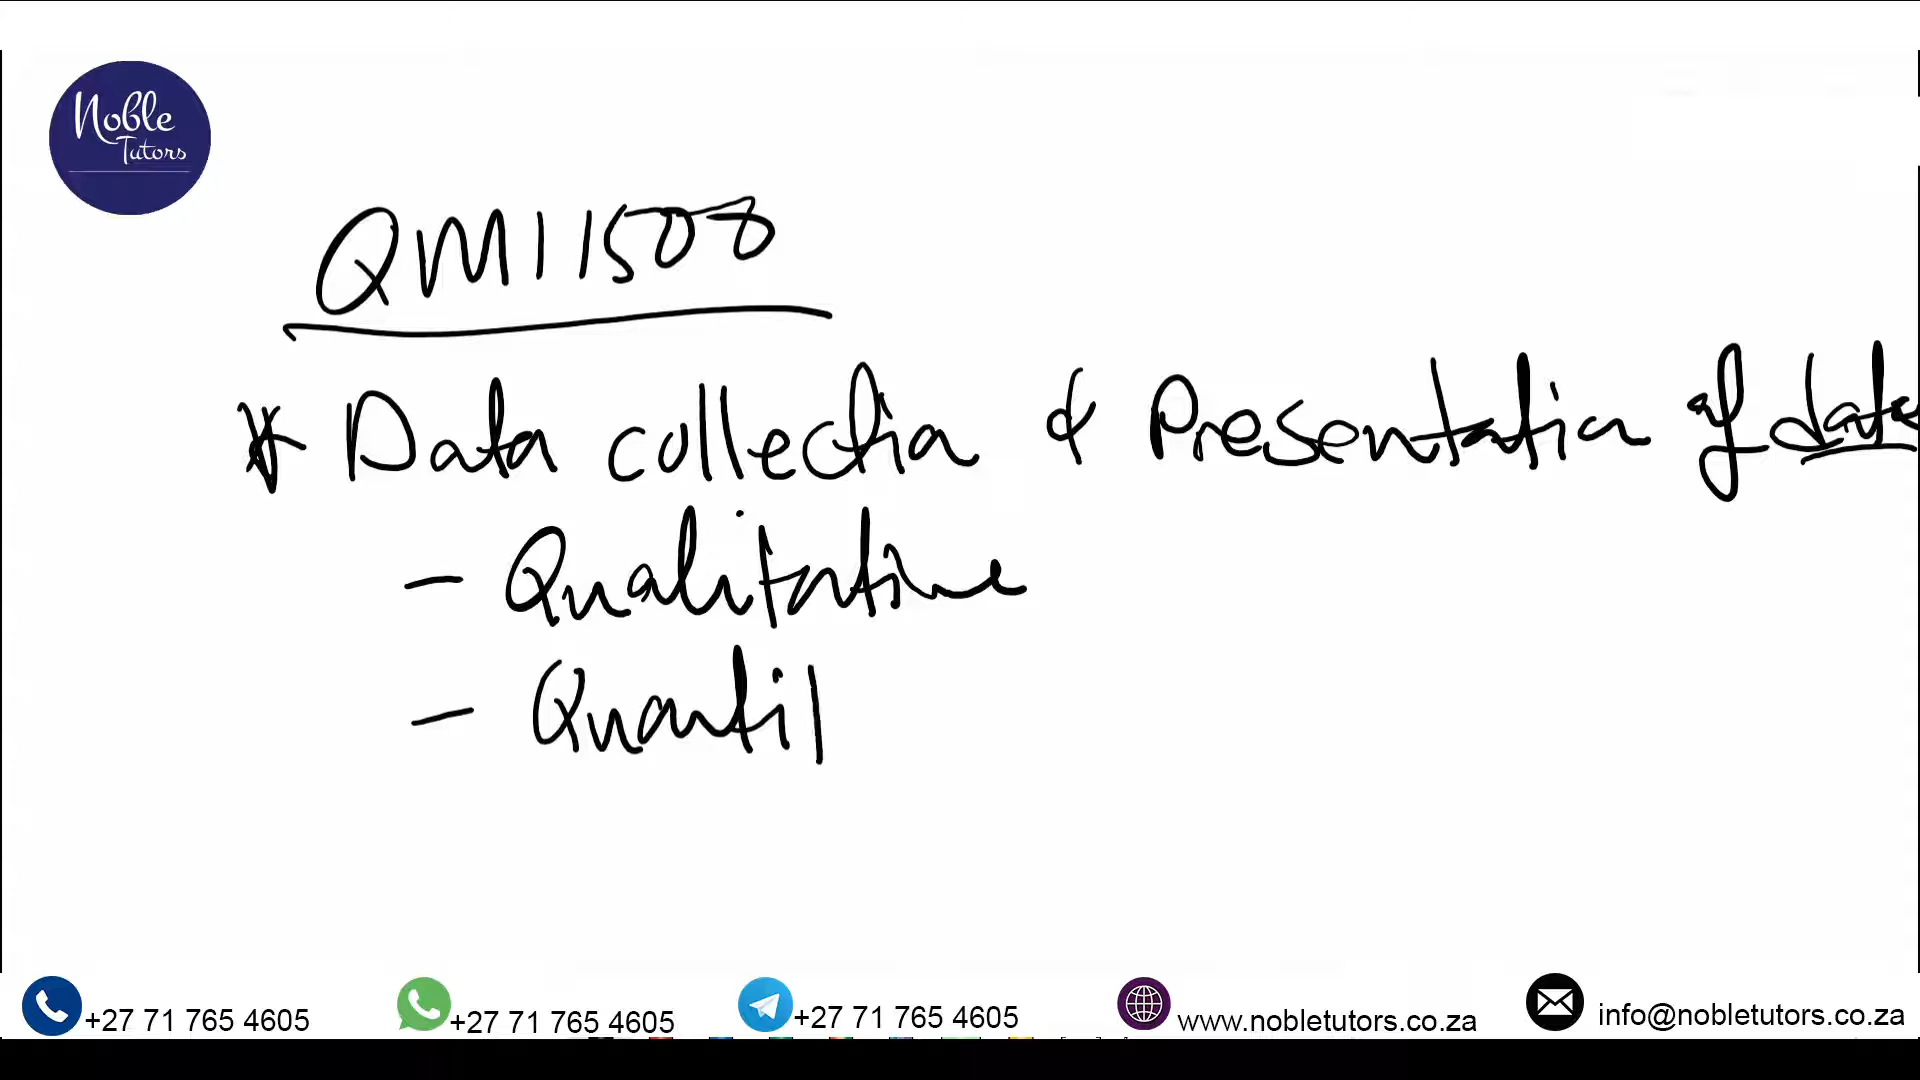 Noble
Tutors
QMI1500
* Data collection & Presentation of data
- Qualitative
- Quantit
+27 71 765 4605
+27 71 765 4605
+27 71 765 4605
www.nobletutors.co.za
info@nobletutors.co.za